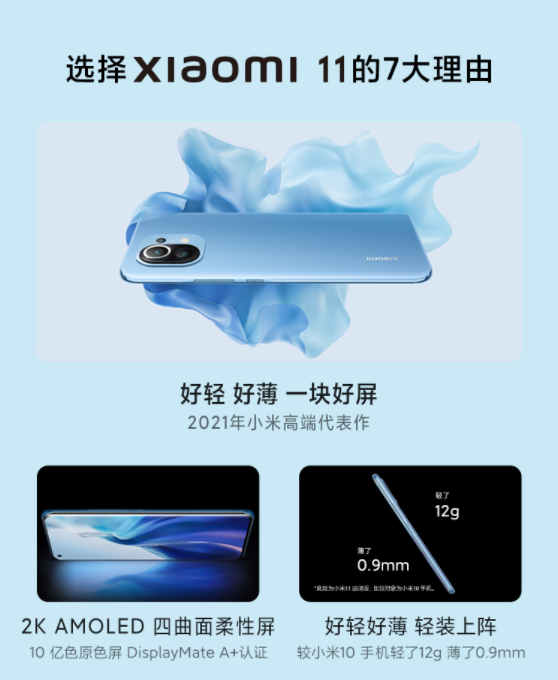 选择 XIAOMI 11的7大理由
XIAOMI
好轻 好薄 一块好屏
2021年小米高端代表作
轻了
12g
薄了
0.9mm
2K AMOLED 四曲面柔性屏
10 亿色原色屏 DisplayMate A+认证
好轻好薄 轻装上阵
较小米10 手机轻了12g 薄了0.9mm